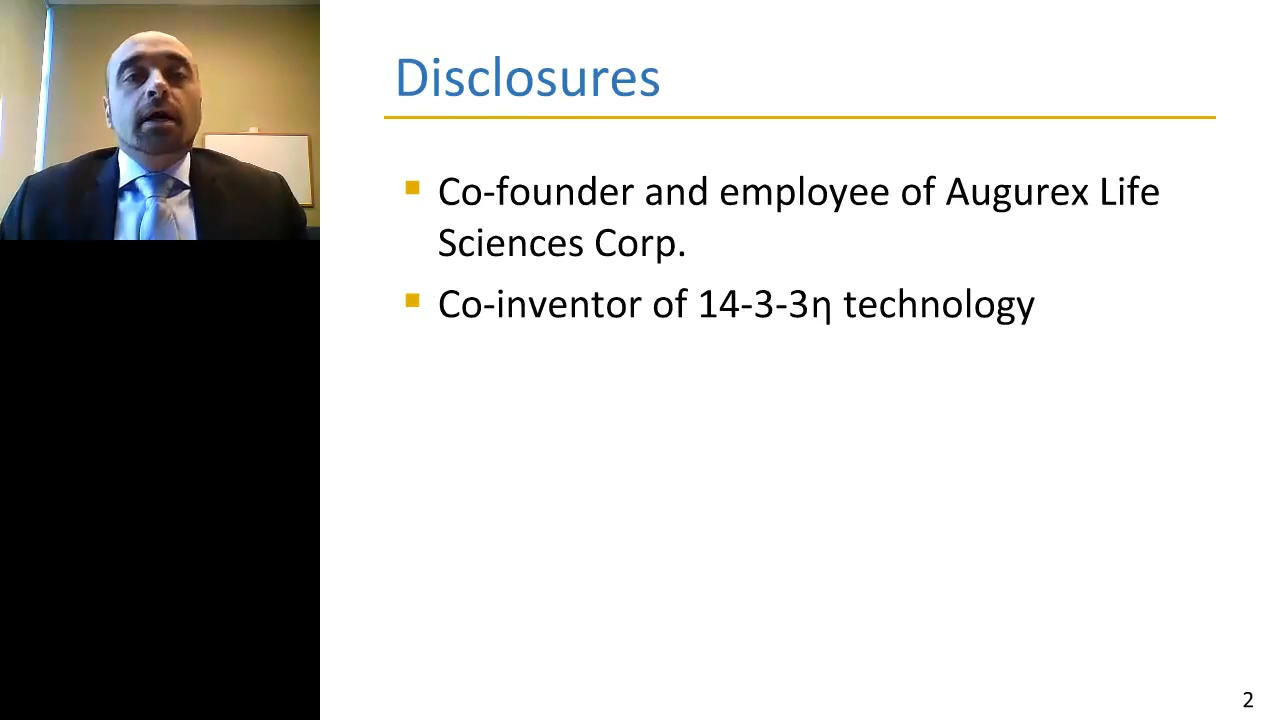 Disclosures
Co-founder and employee of Augurex Life
Sciences Corp.
Co-inventor of 14-3-3η technology
2